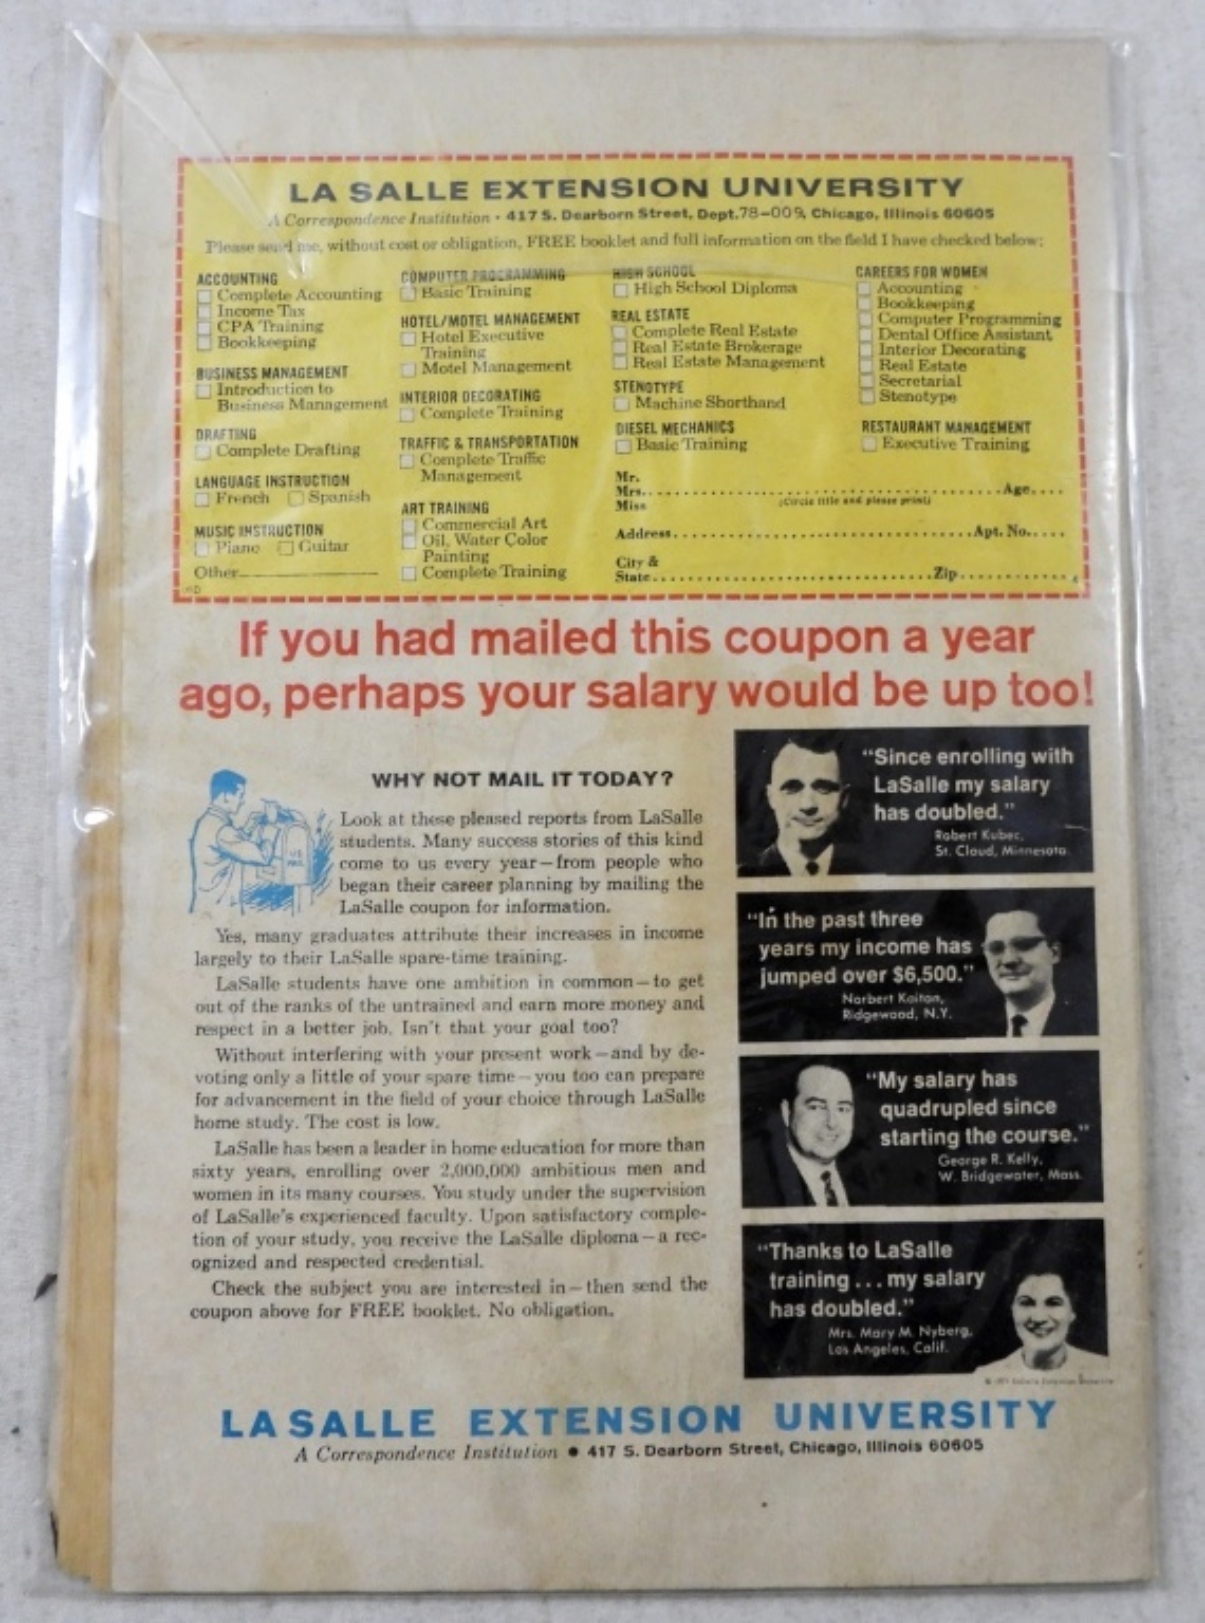 LA SALLE EXTENSION UNIVERSITY
A Correspondence Institution • 417 S. Dearborn Street, Dept. 78-009, Chicago, Illinois 60605
Please send me, without cost or obligation, FREE booklet and full information on the field I have checked below:
ACCOUNTING
Complete Accounting
Income Tax
CPA Training
Bookkeeping
BUSINESS MANAGEMENT
Introduction to
Business Management
DRAFTING
Complete Drafting
LANGUAGE INSTRUCTION
French Spanish
MUSIC INSTRUCTION
Piano Guitar
Other
COMPUTER PROGRAMMING
Basic Training
HOTEL/MOTEL MANAGEMENT
Hotel Executive
Training
Motel Management
INTERIOR DECORATING
Complete Training
TRAFFIC & TRANSPORTATION
Complete Traffic
Management
ART TRAINING
Commercial Art
Oil, Water Color
Painting
Complete Training
HIGH SCHOOL
High School Diploma
REAL ESTATE
Complete Real Estate
Real Estate Brokerage
Real Estate Management
STENOTYPE
Machine Shorthand
DIESEL MECHANICS
Basic Training
CAREERS FOR WOMEN
Accounting
Bookkeeping
Computer Programming
Dental Office Assistant
Interior Decorating
Real Estate
Secretarial
Stenotype
RESTAURANT MANAGEMENT
Executive Training
Mr.
Mrs. Age
Miss (Circle title and please print)
Address Apt. No.
City &
State Zip
If you had mailed this coupon a year
ago, perhaps your salary would be up too!
WHY NOT MAIL IT TODAY?
US
MAIL
Look at these pleased reports from LaSalle
students. Many success stories of this kind
come to us every year—from people who
began their career planning by mailing the
LaSalle coupon for information.
Yes, many graduates attribute their increases in income
largely to their LaSalle spare-time training.
LaSalle students have one ambition in common—to get
out of the ranks of the untrained and earn more money and
respect in a better job. Isn't that your goal too?
Without interfering with your present work—and by de-
voting only a little of your spare time—you too can prepare
for advancement in the field of your choice through LaSalle
home study. The cost is low.
LaSalle has been a leader in home education for more than
sixty years, enrolling over 2,000,000 ambitious men and
women in its many courses. You study under the supervision
of LaSalle's experienced faculty. Upon satisfactory comple-
tion of your study, you receive the LaSalle diploma—a rec-
ognized and respected credential.
Check the subject you are interested in—then send the
coupon above for FREE booklet. No obligation.
"Since enrolling with
LaSalle my salary
has doubled."
Robert Kubec,
St. Cloud, Minnesota
"In the past three
years my income has
jumped over $6,500."
Norbert Kaitan,
Ridgewood, N.Y.
"My salary has
quadrupled since
starting the course."
George R. Kelly,
W. Bridgewater, Mass.
"Thanks to LaSalle
training ... my salary
has doubled."
Mrs. Mary M. Nyberg,
Los Angeles, Calif.
LA SALLE EXTENSION UNIVERSITY
A Correspondence Institution • 417 S. Dearborn Street, Chicago, Illinois 60605